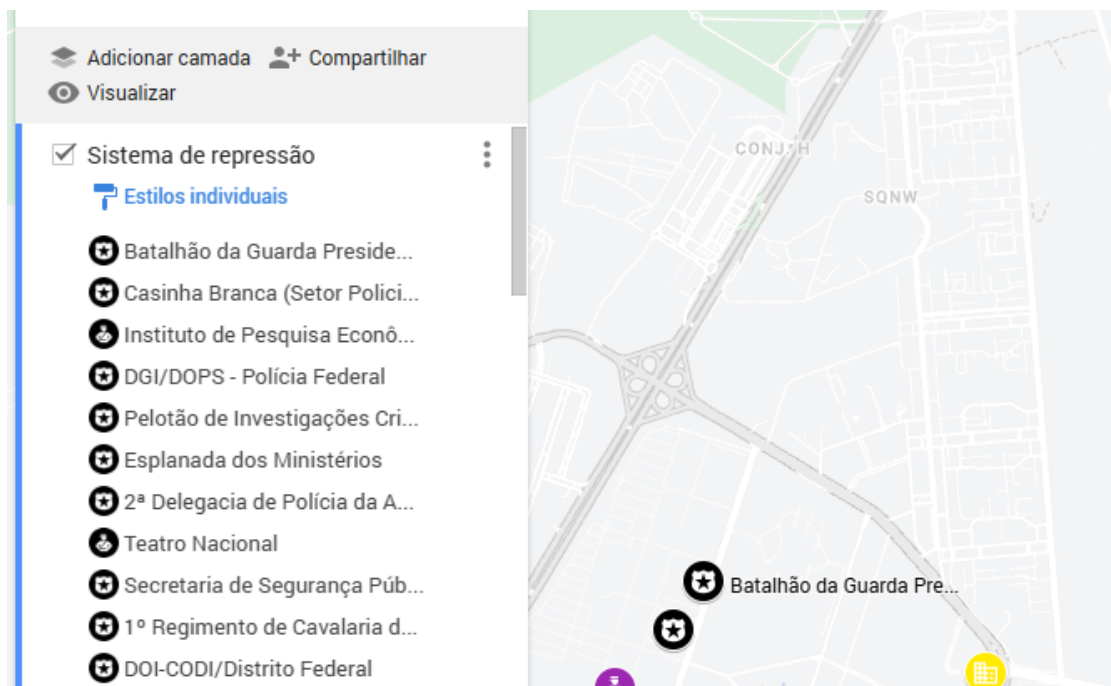 Adicionar camada Compartilhar
Visualizar
Sistema de repressão
Estilos individuais
Batalhão da Guarda Preside...
Casinha Branca (Setor Polici...
Instituto de Pesquisa Econô...
DGI/DOPS - Polícia Federal
Pelotão de Investigações Cri...
Esplanada dos Ministérios
2ª Delegacia de Polícia da A...
Teatro Nacional
Secretaria de Segurança Púb...
1º Regimento de Cavalaria d...
DOI-CODI/Distrito Federal
CONJ. H
SQNW
Batalhão da Guarda Pre...